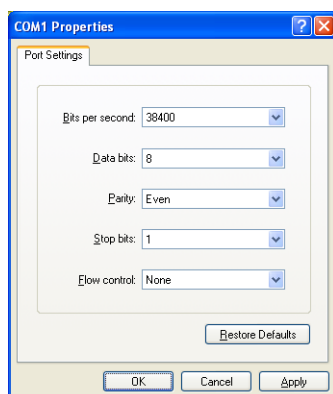 COM1 Properties
Port Settings
Bits per second: 38400
Data bits: 8
Parity: Even
Stop bits: 1
Flow control: None
Restore Defaults
OK Cancel Apply